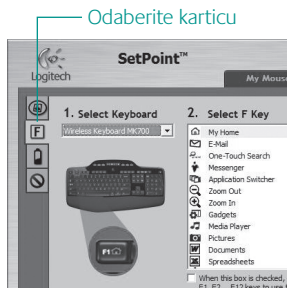 Odaberite karticu
Logitech
SetPoint™
My Mouse
F
1. Select Keyboard
Wireless Keyboard MK700
F1
2. Select F Key
My Home
E-Mail
One-Touch Search
Messenger
Application Switcher
Zoom Out
Zoom In
Gadgets
Media Player
Pictures
Documents
Spreadsheets
When this box is checked,
F1, F2 ... F12 keys to use